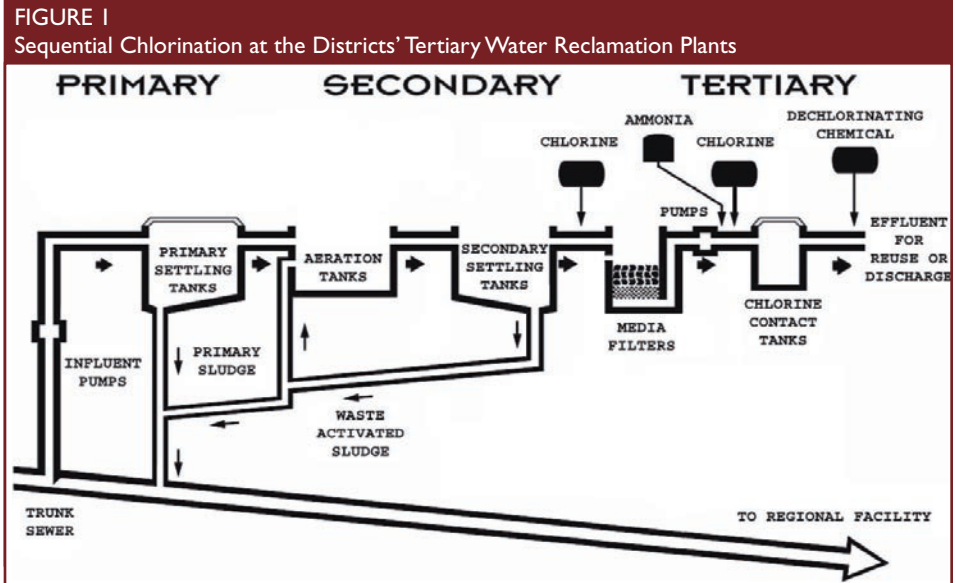 FIGURE 1
Sequential Chlorination at the Districts' Tertiary Water Reclamation Plants
PRIMARY
SECONDARY
TERTIARY
CHLORINE
AMMONIA
CHLORINE
DECHLORINATING
CHEMICAL
PUMPS
PRIMARY
SETTLING
TANKS
AERATION
TANKS
SECONDARY
SETTLING
TANKS
EFFLUENT
FOR
REUSE OR
DISCHARGE
MEDIA
FILTERS
CHLORINE
CONTACT
TANKS
INFLUENT
PUMPS
PRIMARY
SLUDGE
WASTE
ACTIVATED
SLUDGE
TRUNK
SEWER
TO REGIONAL FACILITY